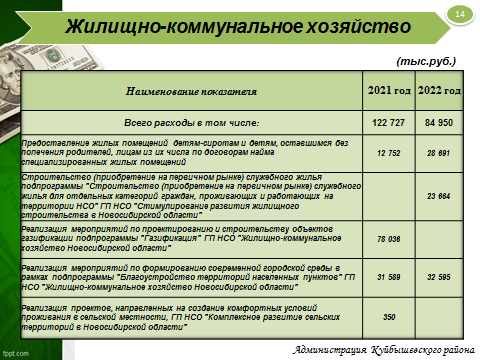 14
Жилищно-коммунальное хозяйство
(тыс.руб.)
Наименование показателя 2021 год 2022 год
Всего расходы в том числе: 122 727 84 950
Предоставление жилых помещений детям-сиротам и детям, оставшимся без
попечения родителей, лицам из их числа по договорам найма
специализированных жилых помещений
12 752 28 691
Строительство (приобретение на первичном рынке) служебного жилья
подпрограммы "Строительство (приобретение на первичном рынке) служебного
жилья для отдельных категорий граждан, проживающих и работающих на
территории НСО" ГП НСО "Стимулирование развития жилищного
строительства в Новосибирской области"
23 664
Реализация мероприятий по проектированию и строительству объектов
газификации подпрограммы "Газификация" ГП НСО "Жилищно-коммунальное
хозяйство Новосибирской области"
78 036
Реализация мероприятий по формированию современной городской среды в
рамках подпрограммы "Благоустройство территорий населенных пунктов" ГП
НСО "Жилищно-коммунальное хозяйство Новосибирской области"
31 589 32 595
Реализация проектов, направленных на создание комфортных условий
проживания в сельской местности, ГП НСО "Комплексное развитие сельских
территорий в Новосибирской области"
350
fppt.com
Администрация Куйбышевского района